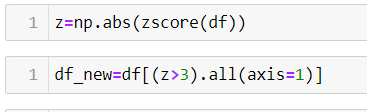 1 z=np.abs(zscore(df))
1 df_new=df[(z>3).all(axis=1)]